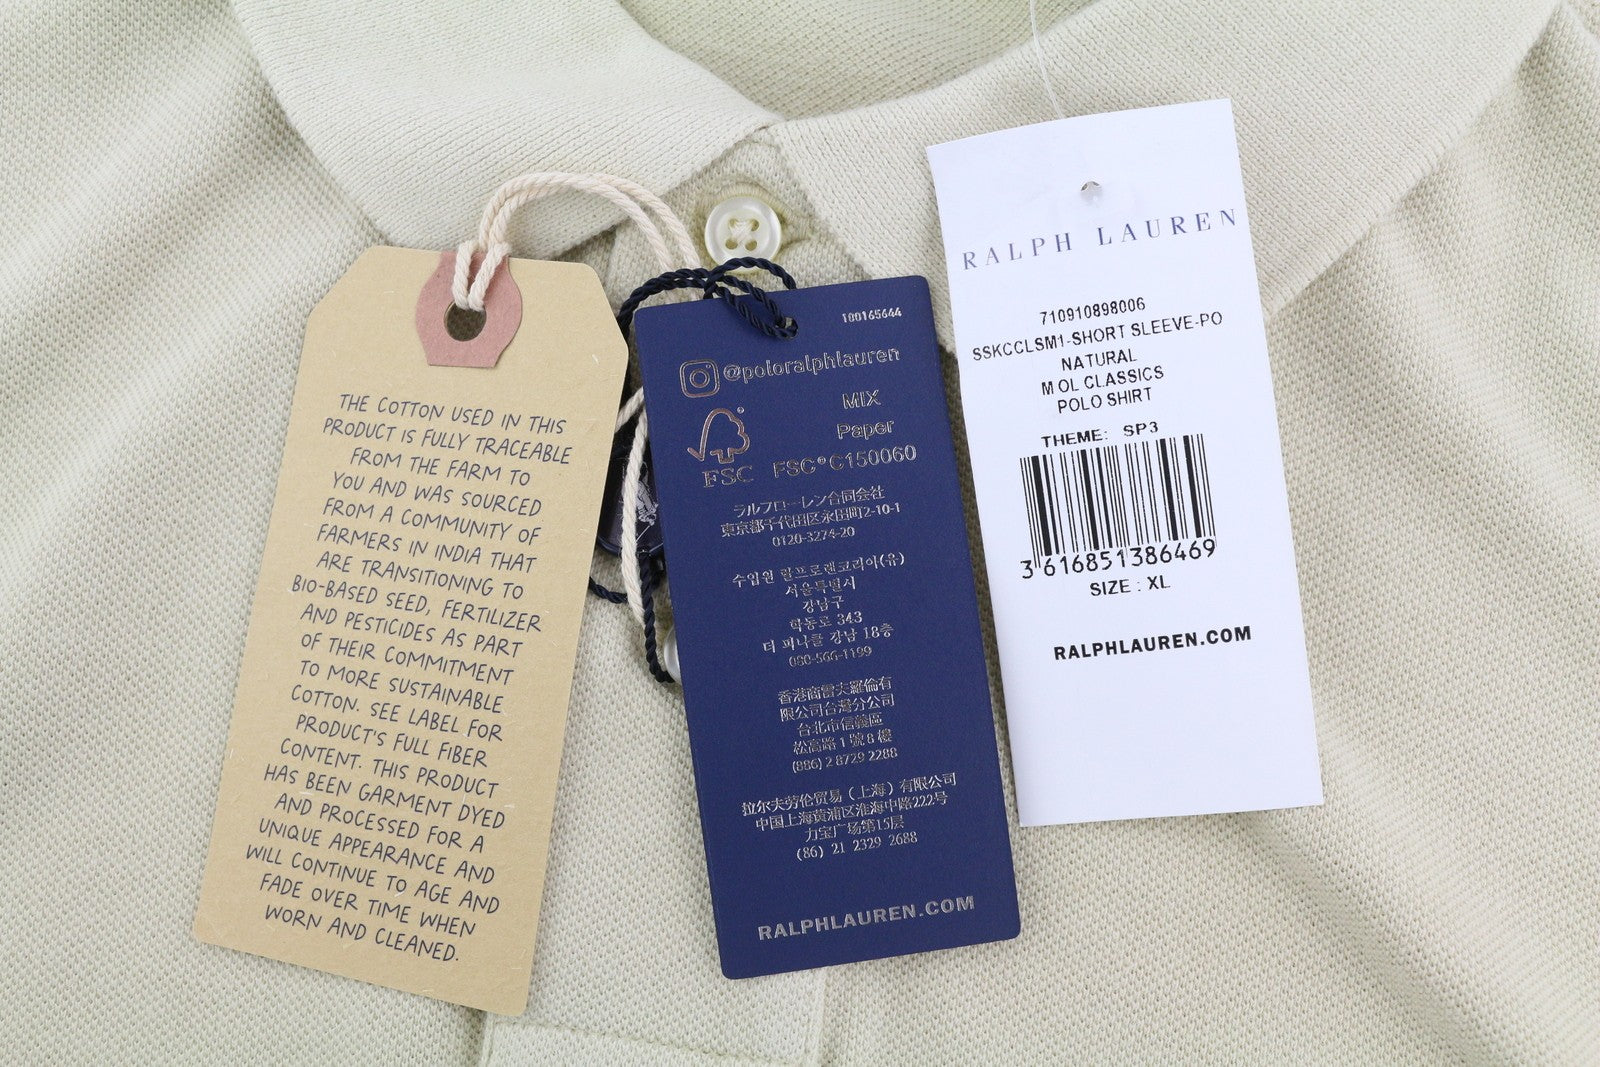 THE COTTON USED IN THIS
PRODUCT IS FULLY TRACEABLE
FROM THE FARM TO
YOU AND WAS SOURCED
FROM A COMMUNITY OF
FARMERS IN INDIA THAT
ARE TRANSITIONING TO
BIO-BASED SEED, FERTILIZER
AND PESTICIDES AS PART
OF THEIR COMMITMENT
TO MORE SUSTAINABLE
COTTON. SEE LABEL FOR
PRODUCT'S FULL FIBER
CONTENT. THIS PRODUCT
HAS BEEN GARMENT DYED
AND PROCESSED FOR A
UNIQUE APPEARANCE AND
WILL CONTINUE TO AGE AND
FADE OVER TIME WHEN
WORN AND CLEANED.
100165644
@poloralphlauren
MIX
Paper
FSC FSC® C150060
ラルフローレン合同会社
東京都千代田区永田町2-10-1
0120-3274-20
수입원 랄프로렌코리아(유)
서울특별시
강남구
학동로 343
더 피나클 강남 18층
080-566-1199
香港商雷夫羅倫有
限公司台灣分公司
台北市信義區
松高路 1 號 8 樓
(886) 2 8729 2288
拉尔夫劳伦贸易（上海）有限公司
中国上海黄浦区淮海中路222号
力宝广场第15层
(86) 21 2329 2688
RALPHLAUREN.COM
RALPH LAUREN
710910898006
SSKCCLSM1-SHORT SLEEVE-PO
NATURAL
M OL CLASSICS
POLO SHIRT
THEME: SP3
3616851386469
SIZE : XL
RALPHLAUREN.COM